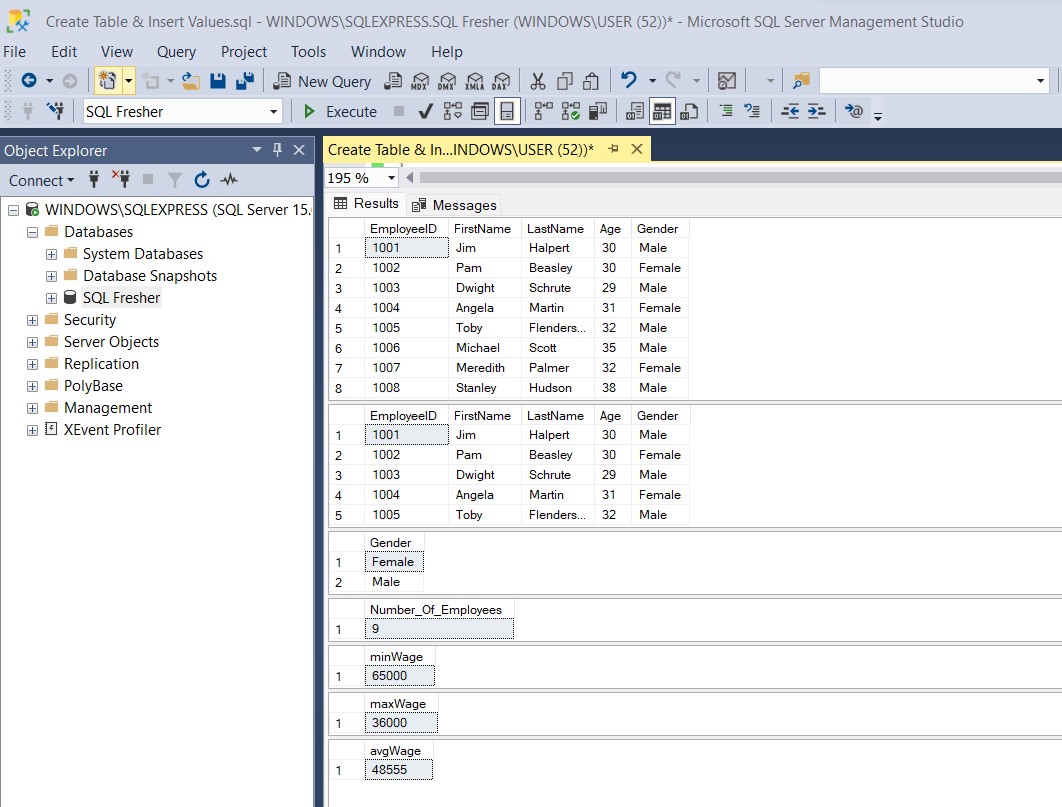 Create Table & Insert Values.sql - WINDOWS\SQLEXPRESS.SQL Fresher (WINDOWS\USER (52))* - Microsoft SQL Server Management Studio
File Edit View Query Project Tools Window Help
New Query MDX DMX XMLA DAX
SQL Fresher Execute
Object Explorer
Connect
WINDOWS\SQLEXPRESS (SQL Server 15.
Databases
System Databases
Database Snapshots
SQL Fresher
Security
Server Objects
Replication
PolyBase
Management
XEvent Profiler
Create Table & In...INDOWS\USER (52))*
195 %
Results Messages
EmployeeID FirstName LastName Age Gender
1 1001 Jim Halpert 30 Male
2 1002 Pam Beasley 30 Female
3 1003 Dwight Schrute 29 Male
4 1004 Angela Martin 31 Female
5 1005 Toby Flenders... 32 Male
6 1006 Michael Scott 35 Male
7 1007 Meredith Palmer 32 Female
8 1008 Stanley Hudson 38 Male
EmployeeID FirstName LastName Age Gender
1 1001 Jim Halpert 30 Male
2 1002 Pam Beasley 30 Female
3 1003 Dwight Schrute 29 Male
4 1004 Angela Martin 31 Female
5 1005 Toby Flenders... 32 Male
Gender
1 Female
2 Male
Number_Of_Employees
1 9
minWage
1 65000
maxWage
1 36000
avgWage
1 48555